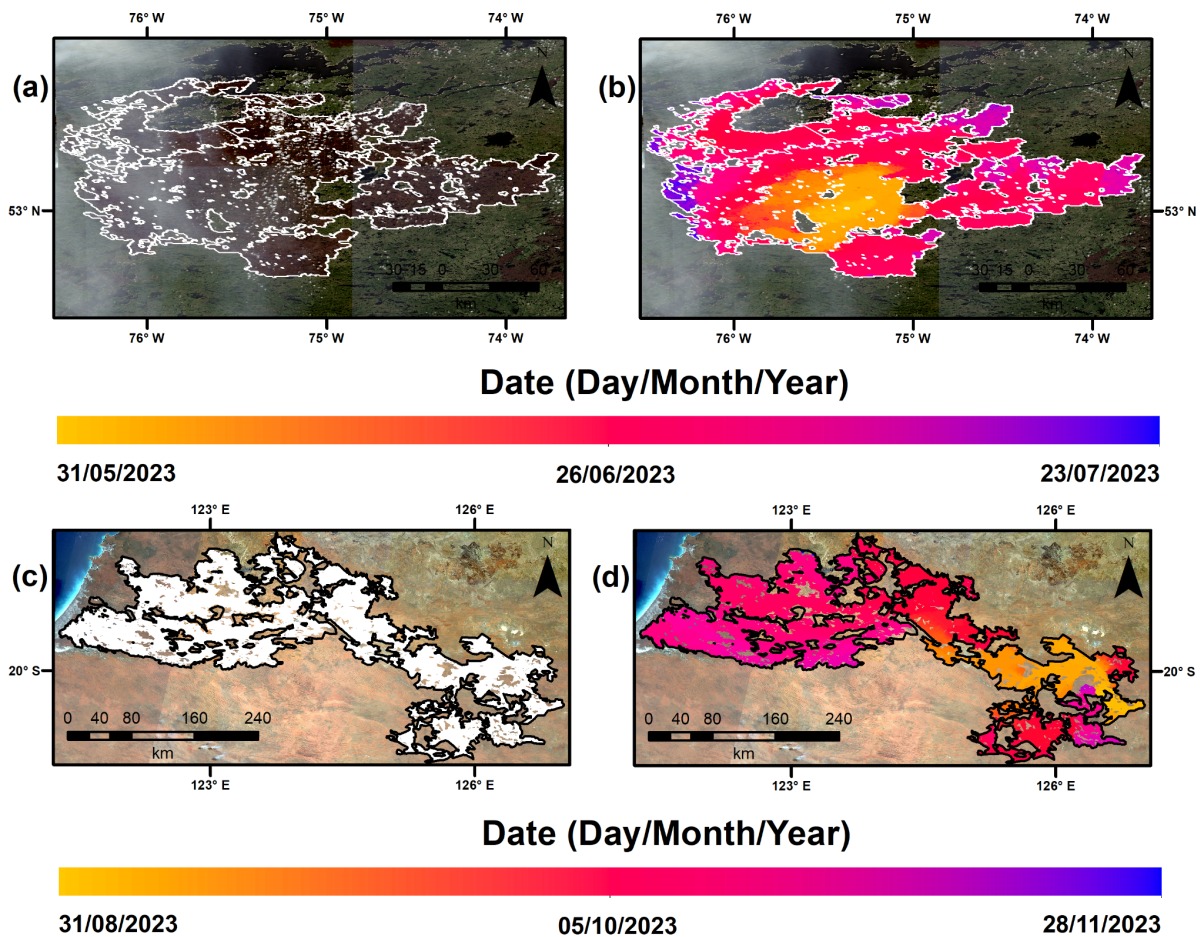 76° W 75° W 74° W 76° W 75° W 74° W
(a) N (b) N
53° N 53° N
30 15 0 30 60 30 15 0 30 60
km km
76° W 75° W 74° W 76° W 75° W 74° W
Date (Day/Month/Year)
31/05/2023 26/06/2023 23/07/2023
123° E 126° E 123° E 126° E
(c) N (d) N
20° S 20° S
0 40 80 160 240 0 40 80 160 240
km km
123° E 126° E 123° E 126° E
Date (Day/Month/Year)
31/08/2023 05/10/2023 28/11/2023